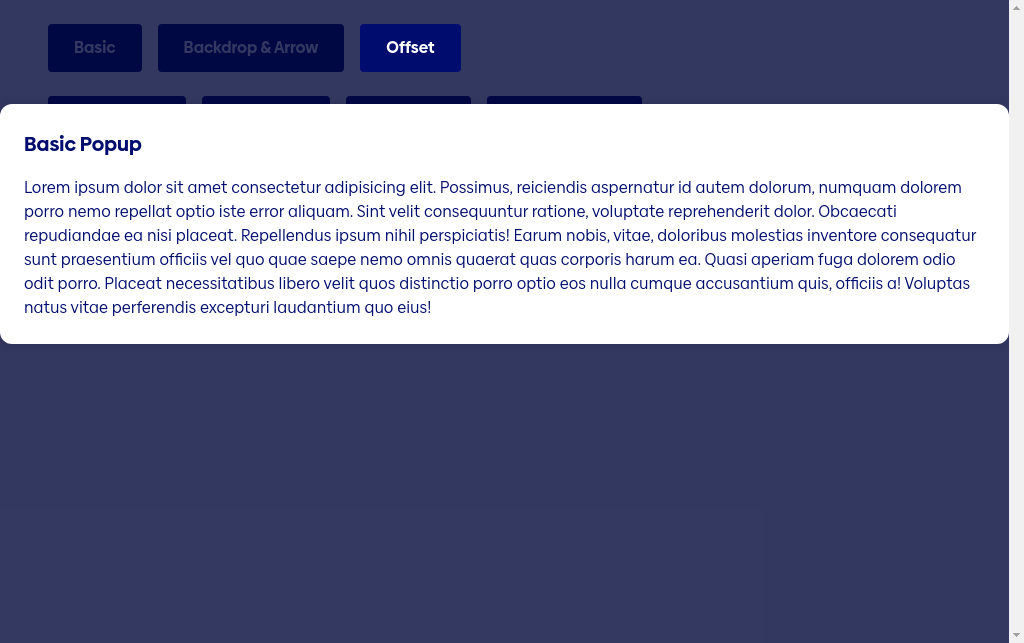 Basic Backdrop & Arrow Offset
Basic Popup
Lorem ipsum dolor sit amet consectetur adipisicing elit. Possimus, reiciendis aspernatur id autem dolorum, numquam dolorem
porro nemo repellat optio iste error aliquam. Sint velit consequuntur ratione, voluptate reprehenderit dolor. Obcaecati
repudiandae ea nisi placeat. Repellendus ipsum nihil perspiciatis! Earum nobis, vitae, doloribus molestias inventore consequatur
sunt praesentium officiis vel quo quae saepe nemo omnis quaerat quas corporis harum ea. Quasi aperiam fuga dolorem odio
odit porro. Placeat necessitatibus libero velit quos distinctio porro optio eos nulla cumque accusantium quis, officiis a! Voluptas
natus vitae perferendis excepturi laudantium quo eius!